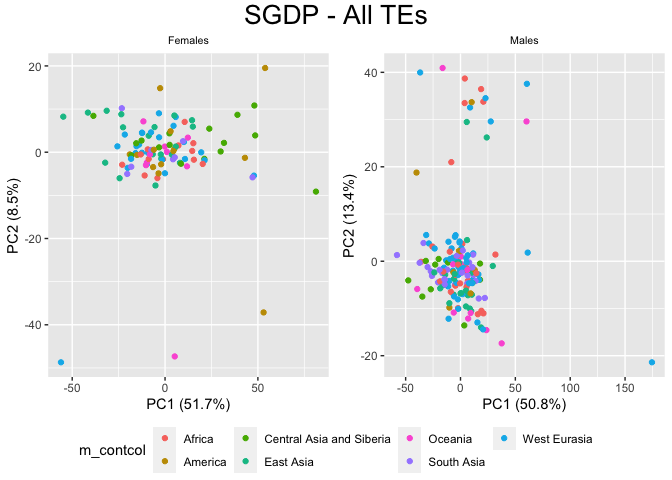 SGDP - All TEs
Females
Males
20
0
-20
-40
PC2 (8.5%)
-50
0
50
PC1 (51.7%)
40
20
0
-20
PC2 (13.4%)
-50
0
50
100
150
PC1 (50.8%)
m_contcol
Africa
Central Asia and Siberia
Oceania
West Eurasia
America
East Asia
South Asia